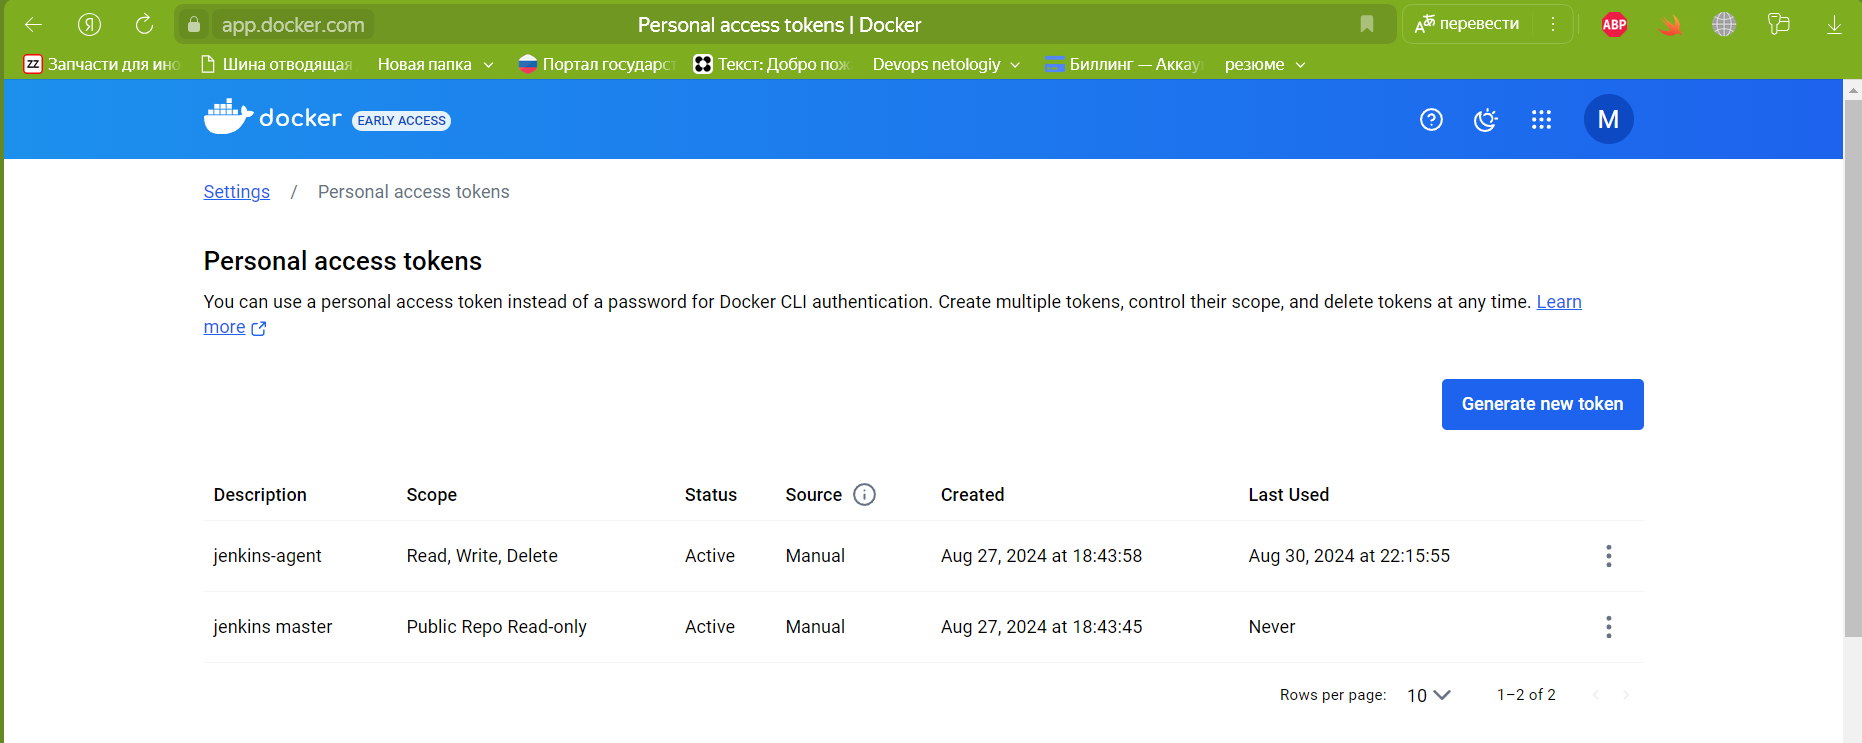 Я
app.docker.com
Personal access tokens | Docker
перевести
ABP
ZZ Запчасти для ино
Шина отводящая
Новая папка
Портал государст
Текст: Добро пож
Devops netologiy
Биллинг — Аккау
резюме
docker EARLY ACCESS
M
Settings / Personal access tokens
Personal access tokens
You can use a personal access token instead of a password for Docker CLI authentication. Create multiple tokens, control their scope, and delete tokens at any time. Learn
more
Generate new token
Description Scope Status Source Created Last Used
jenkins-agent Read, Write, Delete Active Manual Aug 27, 2024 at 18:43:58 Aug 30, 2024 at 22:15:55
jenkins master Public Repo Read-only Active Manual Aug 27, 2024 at 18:43:45 Never
Rows per page: 10 1–2 of 2